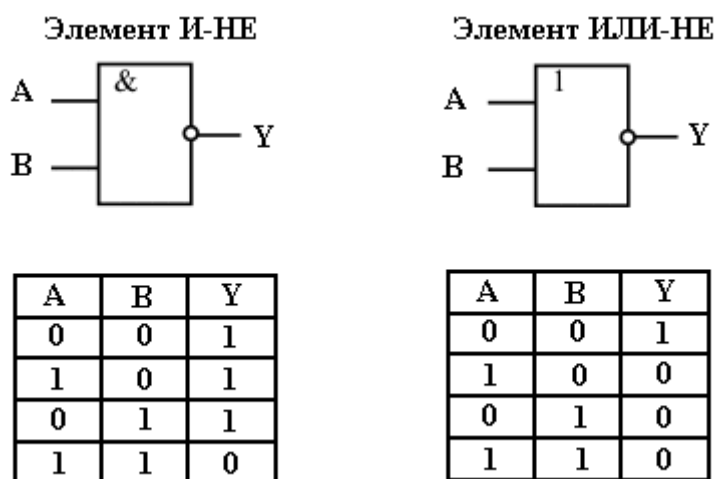 Элемент И-НЕ
A
&
B
Y
Элемент ИЛИ-НЕ
A
1
B
Y
A B Y
0 0 1
1 0 1
0 1 1
1 1 0
A B Y
0 0 1
1 0 0
0 1 0
1 1 0